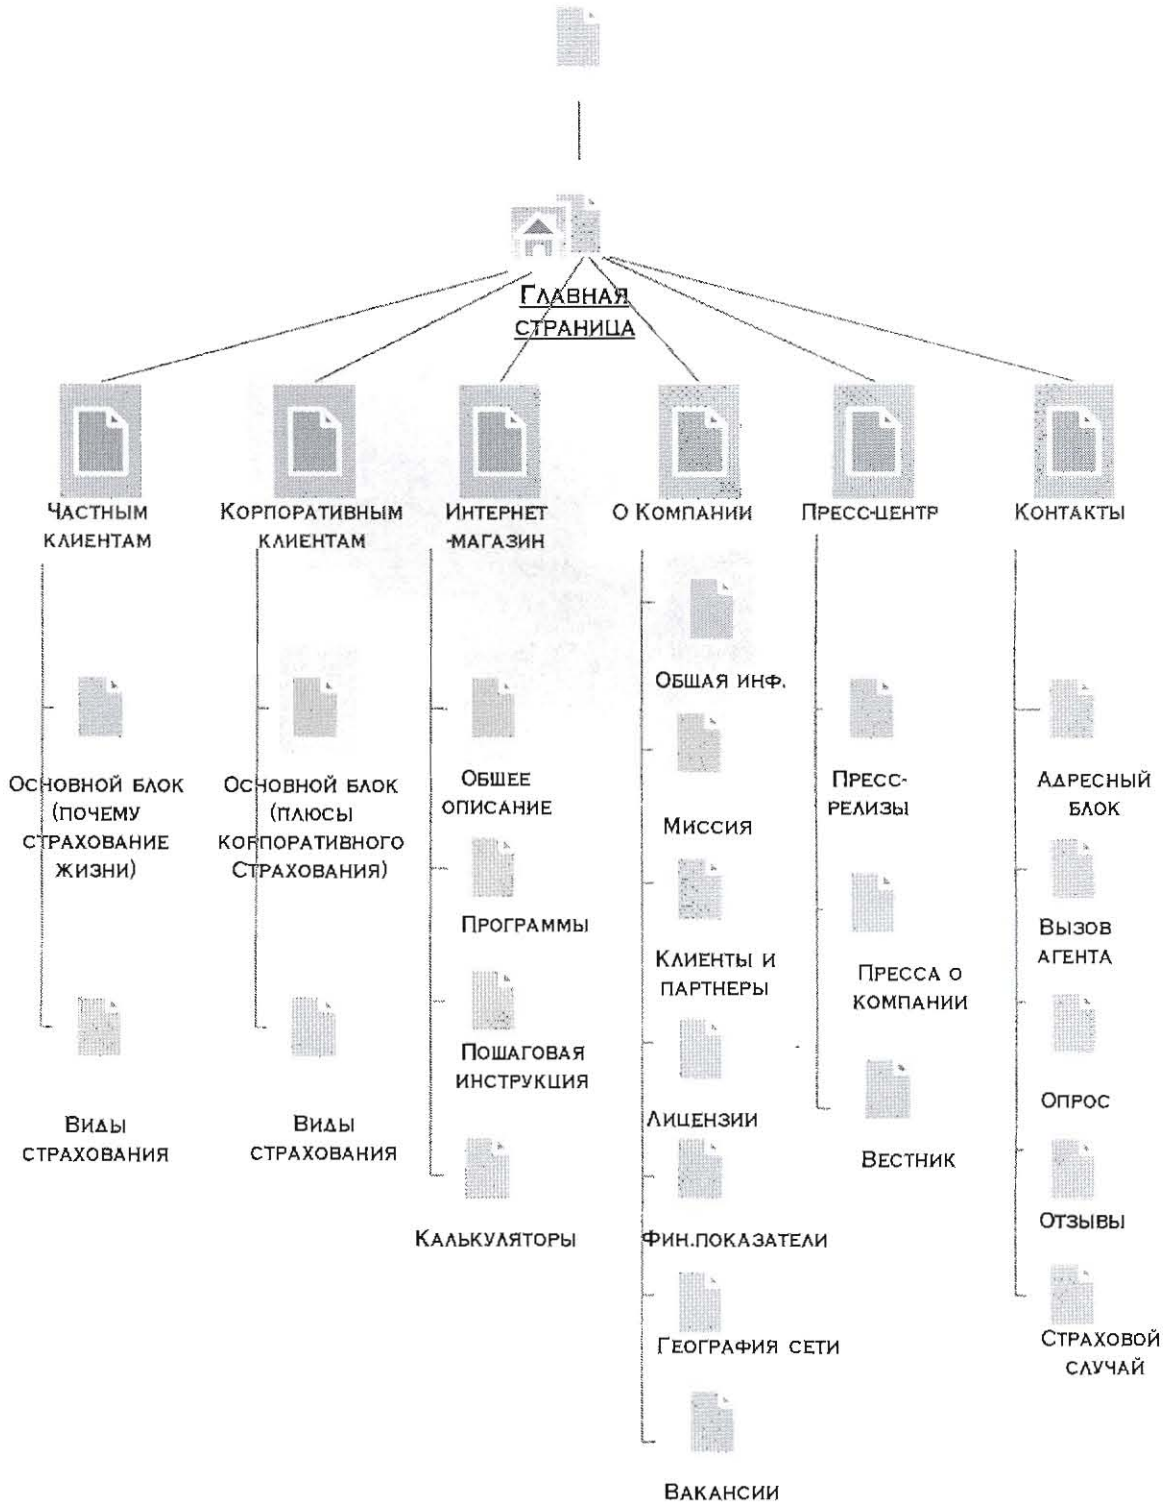 Главная
страница
Частным
клиентам
Корпоративным
клиентам
Интернет
-магазин
О Компании
Пресс-центр
Контакты
Основной блок
(почему
страхование
жизни)
Виды
страхования
Основной блок
(плюсы
корпоративного
Страхования)
Виды
страхования
Обшее
описание
Программы
Пошаговая
инструкция
Калькуляторы
Обшая инф.
Миссия
Клиенты и
партнеры
Лицензии
Фин.показатели
География сети
Вакансии
Пресс-
релизы
Пресса о
компании
Вестник
Адресный
блок
Вызов
агента
Опрос
Отзывы
Страховой
случай